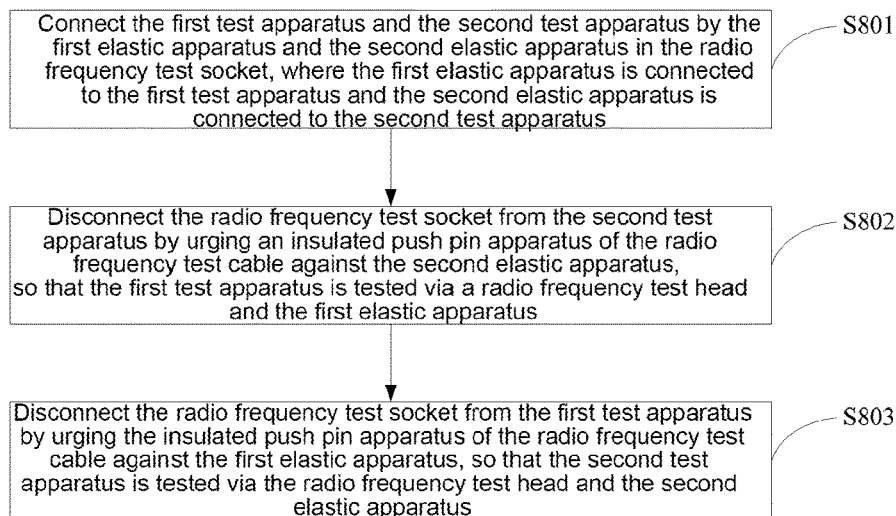 Connect the first test apparatus and the second test apparatus by the
first elastic apparatus and the second elastic apparatus in the radio
frequency test socket, where the first elastic apparatus is connected
to the first test apparatus and the second elastic apparatus is
connected to the second test apparatus
S801
Disconnect the radio frequency test socket from the second test
apparatus by urging an insulated push pin apparatus of the radio
frequency test cable against the second elastic apparatus,
so that the first test apparatus is tested via a radio frequency test head
and the first elastic apparatus
S802
Disconnect the radio frequency test socket from the first test apparatus
by urging the insulated push pin apparatus of the radio frequency test
cable against the first elastic apparatus, so that the second test
apparatus is tested via the radio frequency test head and the second
elastic apparatus
S803